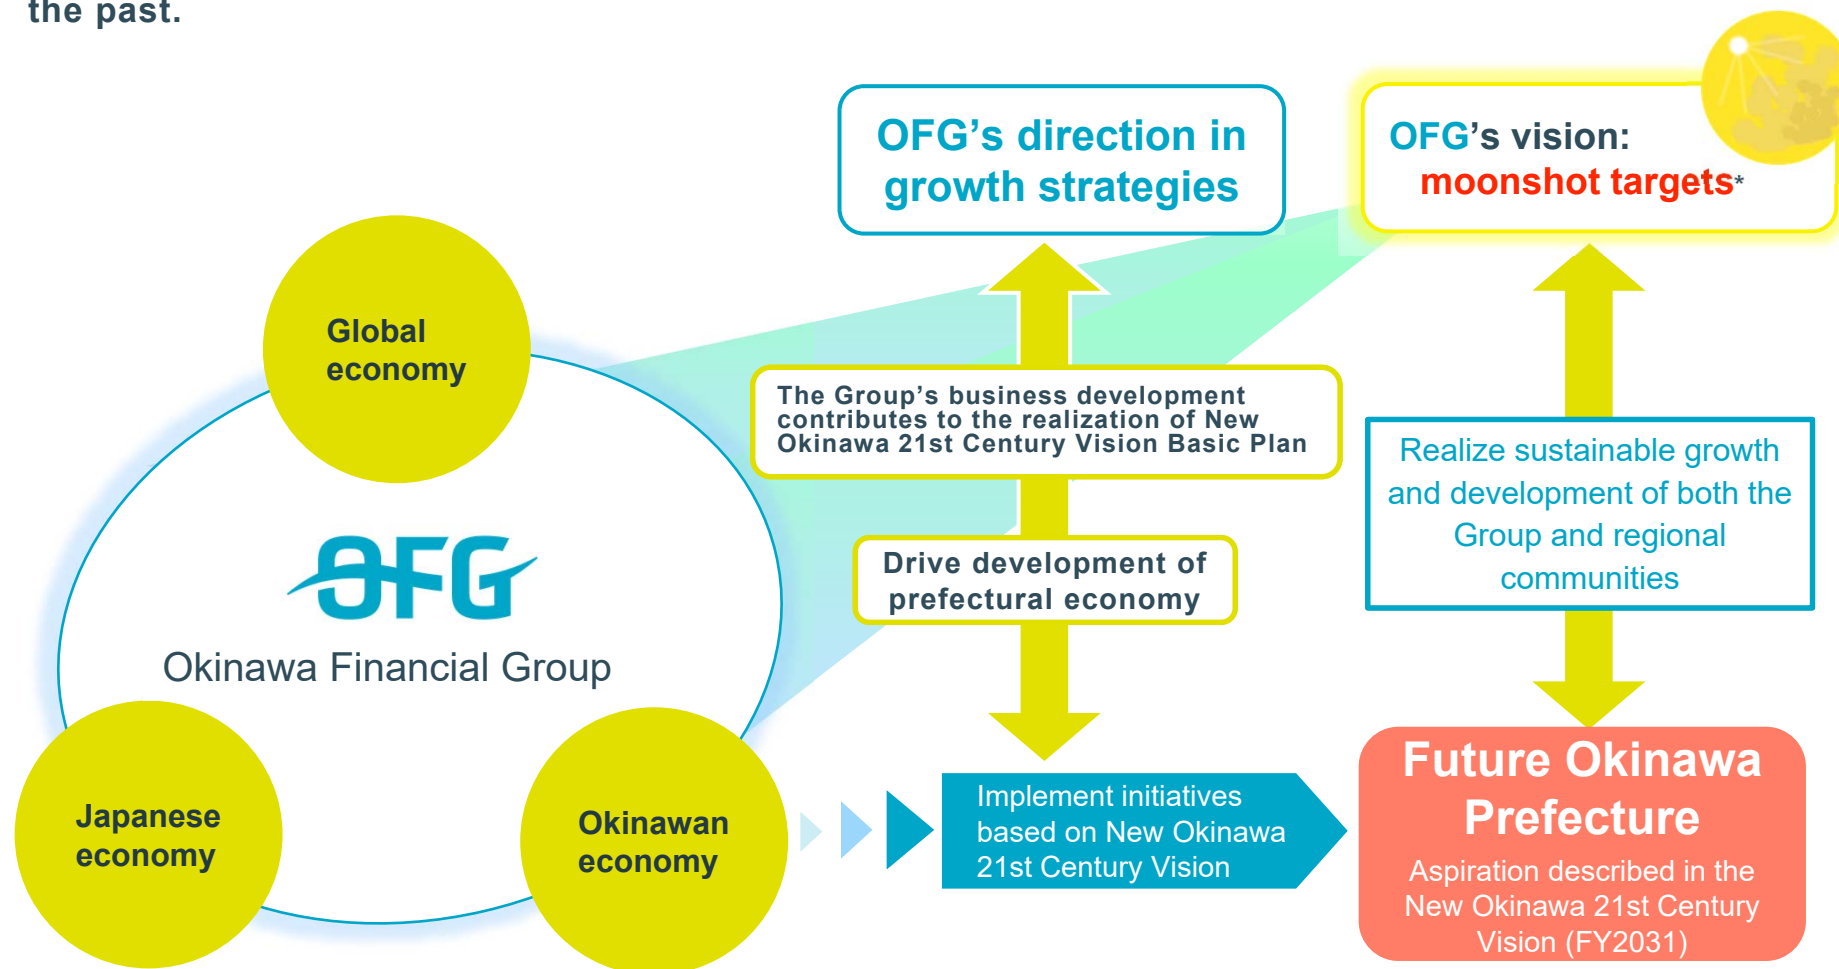 the past.
OFG’s direction in
growth strategies
OFG’s vision:
moonshot targets*
Global
economy
The Group’s business development
contributes to the realization of New
Okinawa 21st Century Vision Basic Plan
Realize sustainable growth
and development of both the
Group and regional
communities
OFG
Okinawa Financial Group
Drive development of
prefectural economy
Japanese
economy
Okinawan
economy
Implement initiatives
based on New Okinawa
21st Century Vision
Future Okinawa
Prefecture
Aspiration described in the
New Okinawa 21st Century
Vision (FY2031)